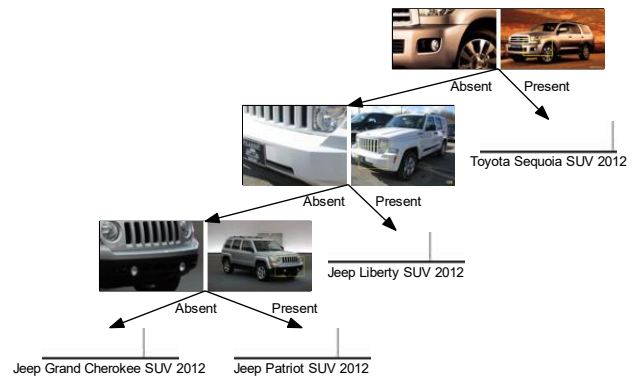 Absent
Present
Toyota Sequoia SUV 2012
Absent
Present
Jeep Liberty SUV 2012
Absent
Present
Jeep Grand Cherokee SUV 2012
Jeep Patriot SUV 2012